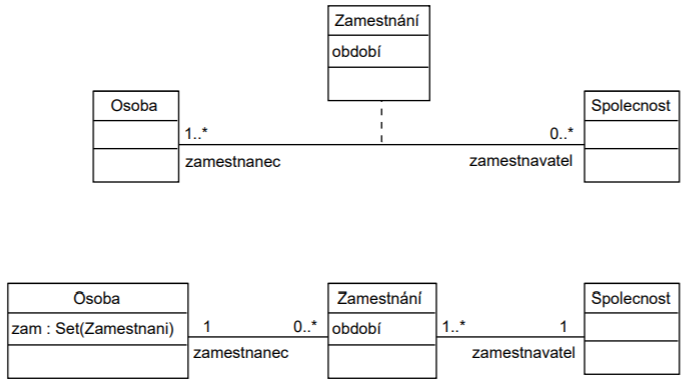 Zamestnání
období
Osoba
Spolecnost
1..*
0..*
zamestnanec
zamestnavatel
Osoba
Zamestnání
Spolecnost
zam : Set(Zamestnani)
1
0..*
období
1..*
1
zamestnanec
zamestnavatel